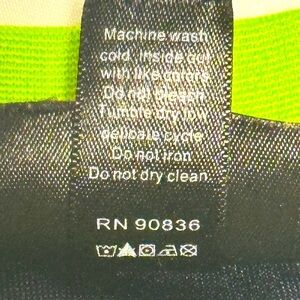 Machine wash
cold, inside out
with like colors
Do not bleach
Tumble dry low
delicate cycle
Do not iron
Do not dry clean
RN 90836